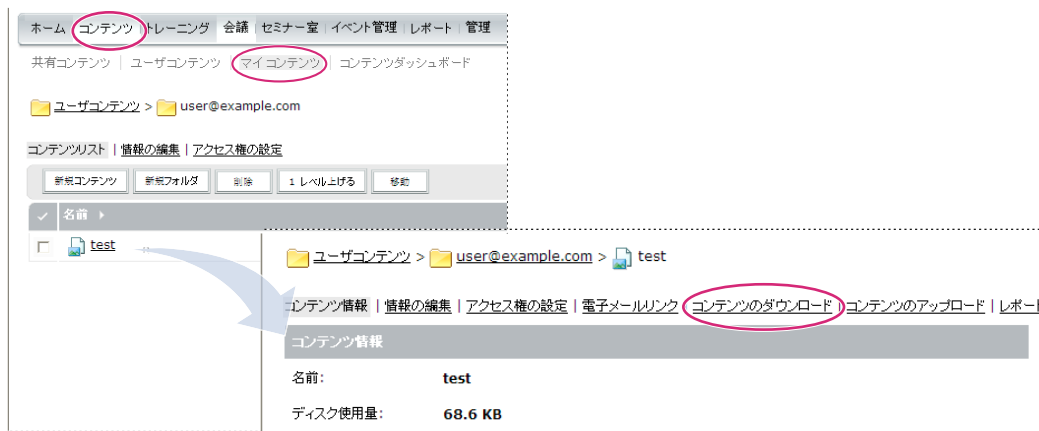 ホーム | コンテンツ | トレーニング | 会議 | セミナー室 | イベント管理 | レポート | 管理
共有コンテンツ | ユーザコンテンツ | マイ コンテンツ | コンテンツダッシュボード
ユーザコンテンツ > user@example.com
コンテンツリスト | 情報の編集 | アクセス権の設定
新規コンテンツ 新規フォルダ 削除 1 レベル上げる 移動
名前
test
ユーザコンテンツ > user@example.com > test
コンテンツ情報 | 情報の編集 | アクセス権の設定 | 電子メールリンク | コンテンツのダウンロード | コンテンツのアップロード | レポート
コンテンツ情報
名前: test
ディスク使用量: 68.6 KB